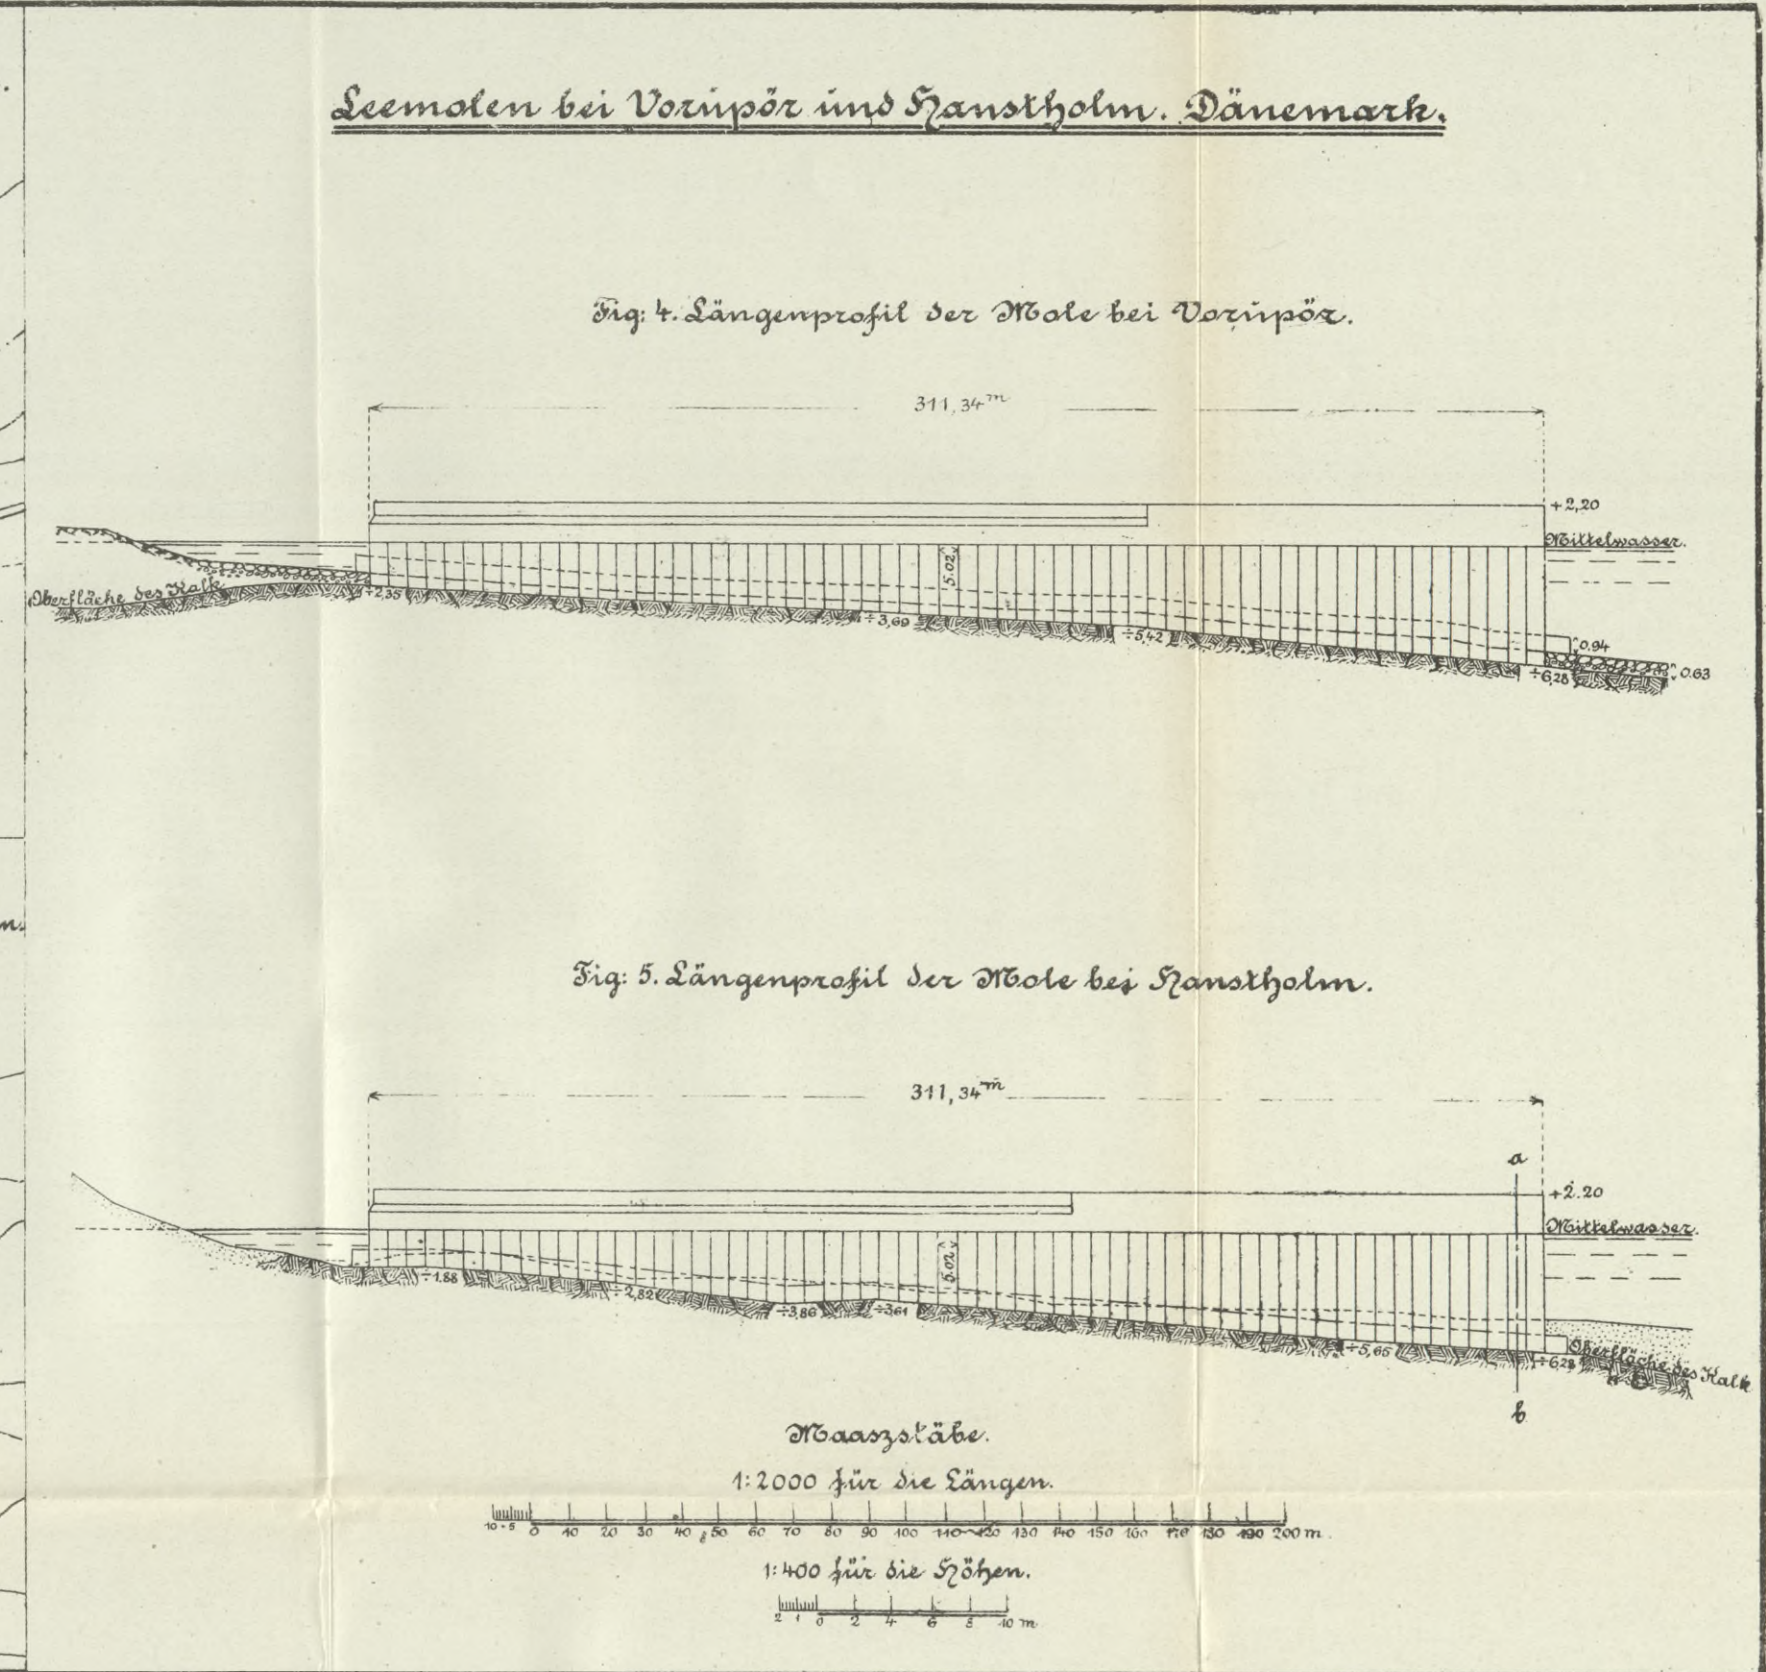 Leemolen bei Vorupör und Hanstholm. Dänemark.
Fig: 4. Längenprofil der Mole bei Vorupör.
311,34 m
+2,20
Mittelwasser.
5.02
Oberfläche des Kalk
÷2,35
÷3,69
÷5,42
0.94
÷6,28
0.63
n.
Fig: 5. Längenprofil der Mole bei Hanstholm.
311,34 m
a
+2.20
Mittelwasser.
5.02
÷1.88
÷2,82
÷3,86
÷3,61
÷5,65
÷6,28
Oberfläche des Kalk
b
Maaszstäbe.
1:2000 für die Längen.
10 5 0 10 20 30 40 50 60 70 80 90 100 110 120 130 140 150 160 170 180 190 200 m.
1:400 für die Höhen.
2 1 0 2 4 6 8 10 m